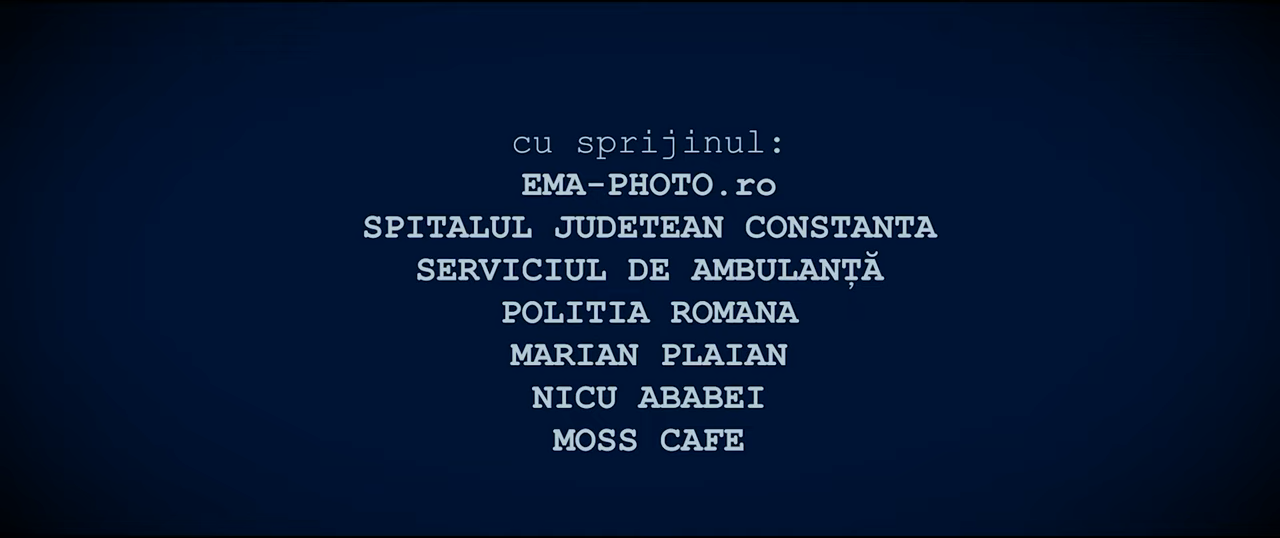 cu sprijinul:
EMA-PHOTO.ro
SPITALUL JUDETEAN CONSTANTA
SERVICIUL DE AMBULANȚĂ
POLITIA ROMANA
MARIAN PLAIAN
NICU ABABEI
MOSS CAFE